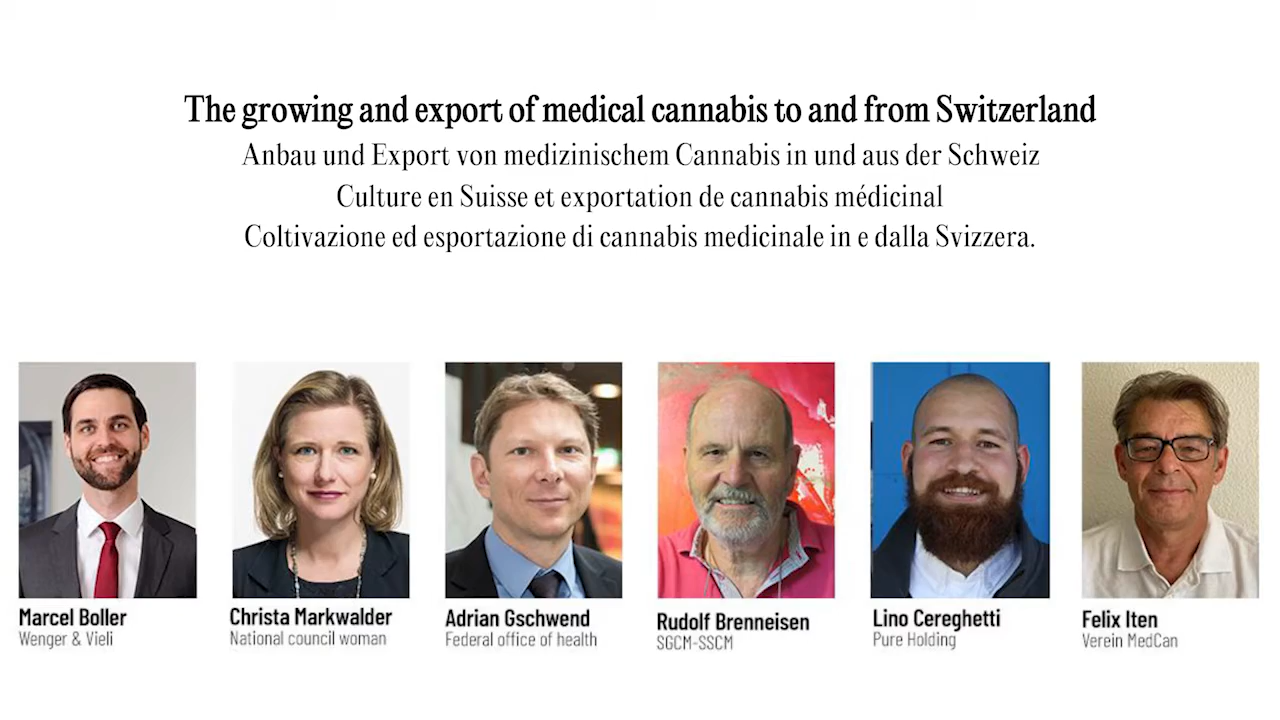 The growing and export of medical cannabis to and from Switzerland
Anbau und Export von medizinischem Cannabis in und aus der Schweiz
Culture en Suisse et exportation de cannabis médicinal
Coltivazione ed esportazione di cannabis medicinale in e dalla Svizzera.
Marcel Boller
Wenger & Vieli
Christa Markwalder
National council woman
Adrian Gschwend
Federal office of health
Rudolf Brenneisen
SGCM-SSCM
Lino Cereghetti
Pure Holding
Felix Iten
Verein MedCan